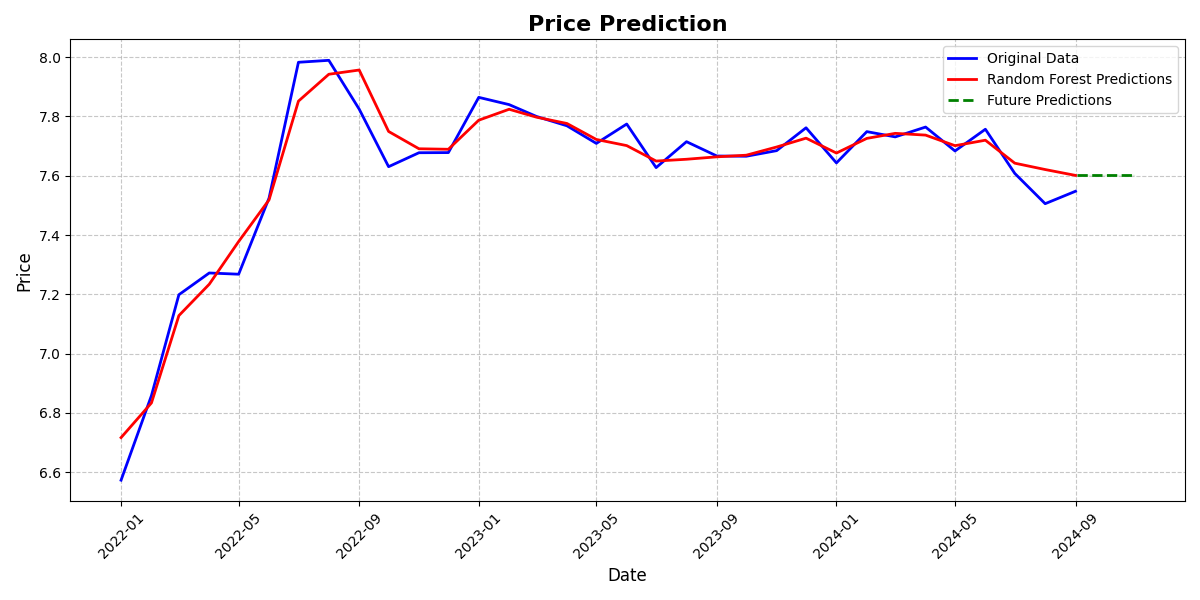 Price Prediction
Original Data
Random Forest Predictions
Future Predictions
Price
8.0
7.8
7.6
7.4
7.2
7.0
6.8
6.6
2022-01
2022-05
2022-09
2023-01
2023-05
2023-09
2024-01
2024-05
2024-09
Date